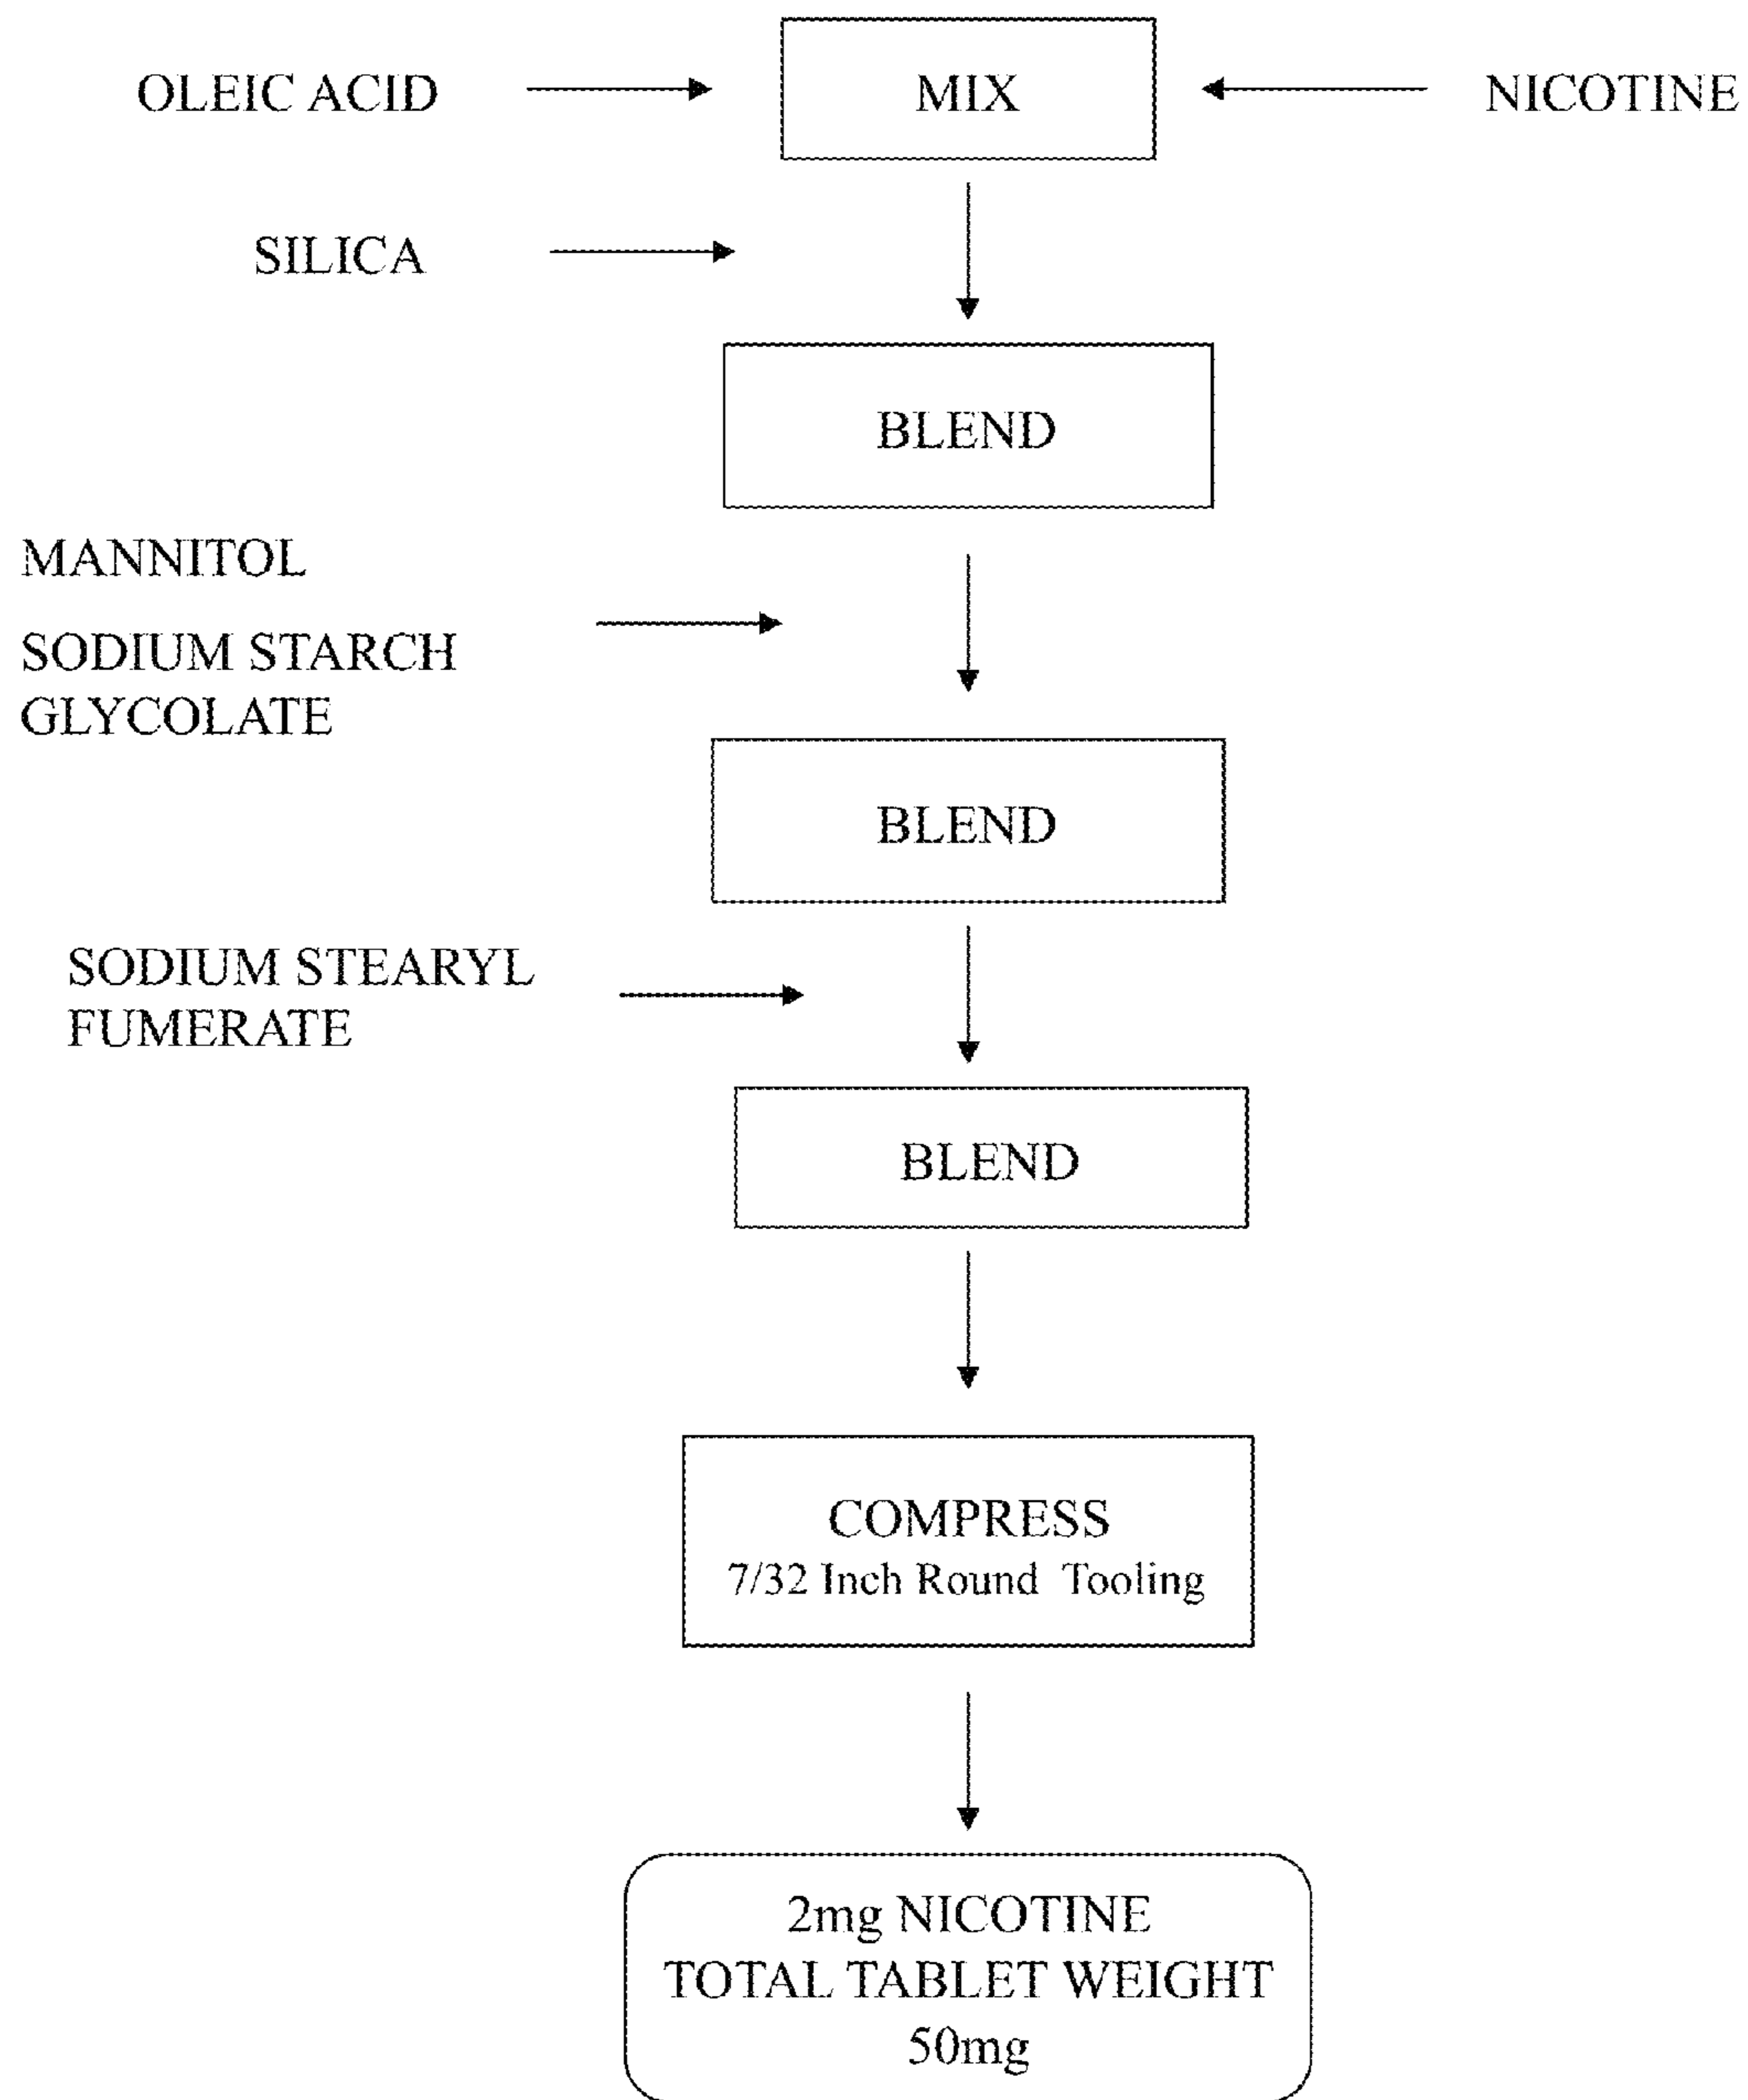 OLEIC ACID
MIX
NICOTINE
SILICA
BLEND
MANNITOL
SODIUM STARCH
GLYCOLATE
BLEND
SODIUM STEARYL
FUMERATE
BLEND
COMPRESS
7/32 Inch Round Tooling
2mg NICOTINE
TOTAL TABLET WEIGHT
50mg